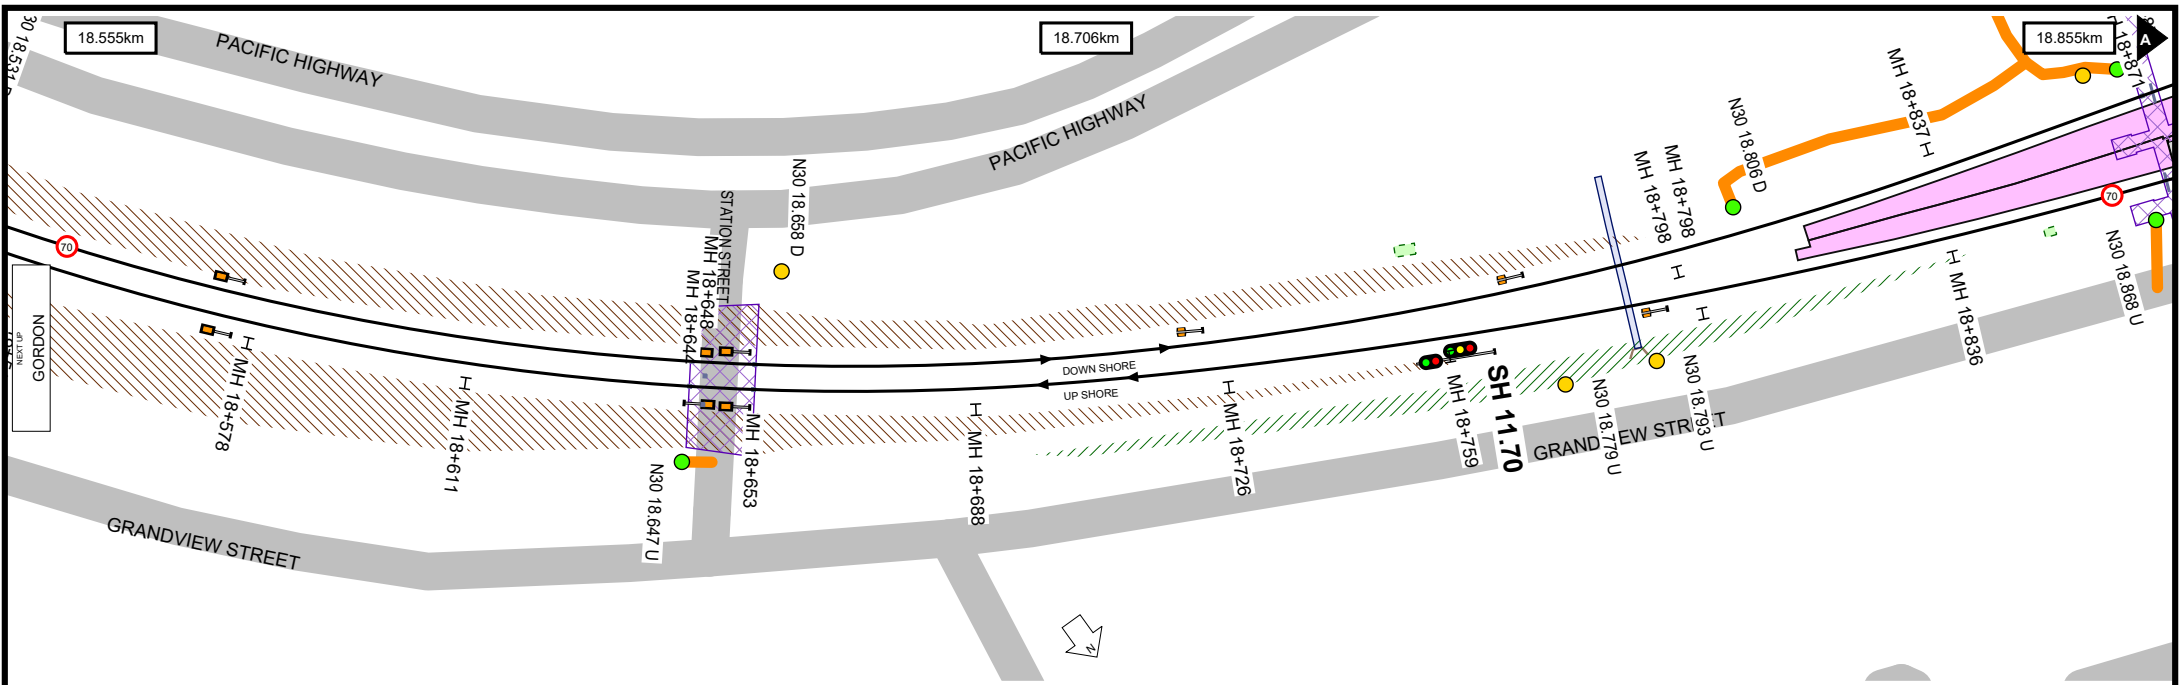 18.555km
18.706km
18.855km
A
PACIFIC HIGHWAY
PACIFIC HIGHWAY
STATION STREET
N30 18.658 D
N30 18.806 D
MH 18+837
MH 18+798
MH 18+798
18+871
70
70
MH 18+648
MH 18+644
NEXT UP
GORDON
DOWN SHORE
UP SHORE
MH 18+578
MH 18+611
N30 18.647 U
MH 18+653
MH 18+688
MH 18+726
MH 18+759
SH 11.70
N30 18.779 U
N30 18.793 U
MH 18+836
N30 18.868 U
GRANDVIEW STREET
GRANDVIEW STREET
N